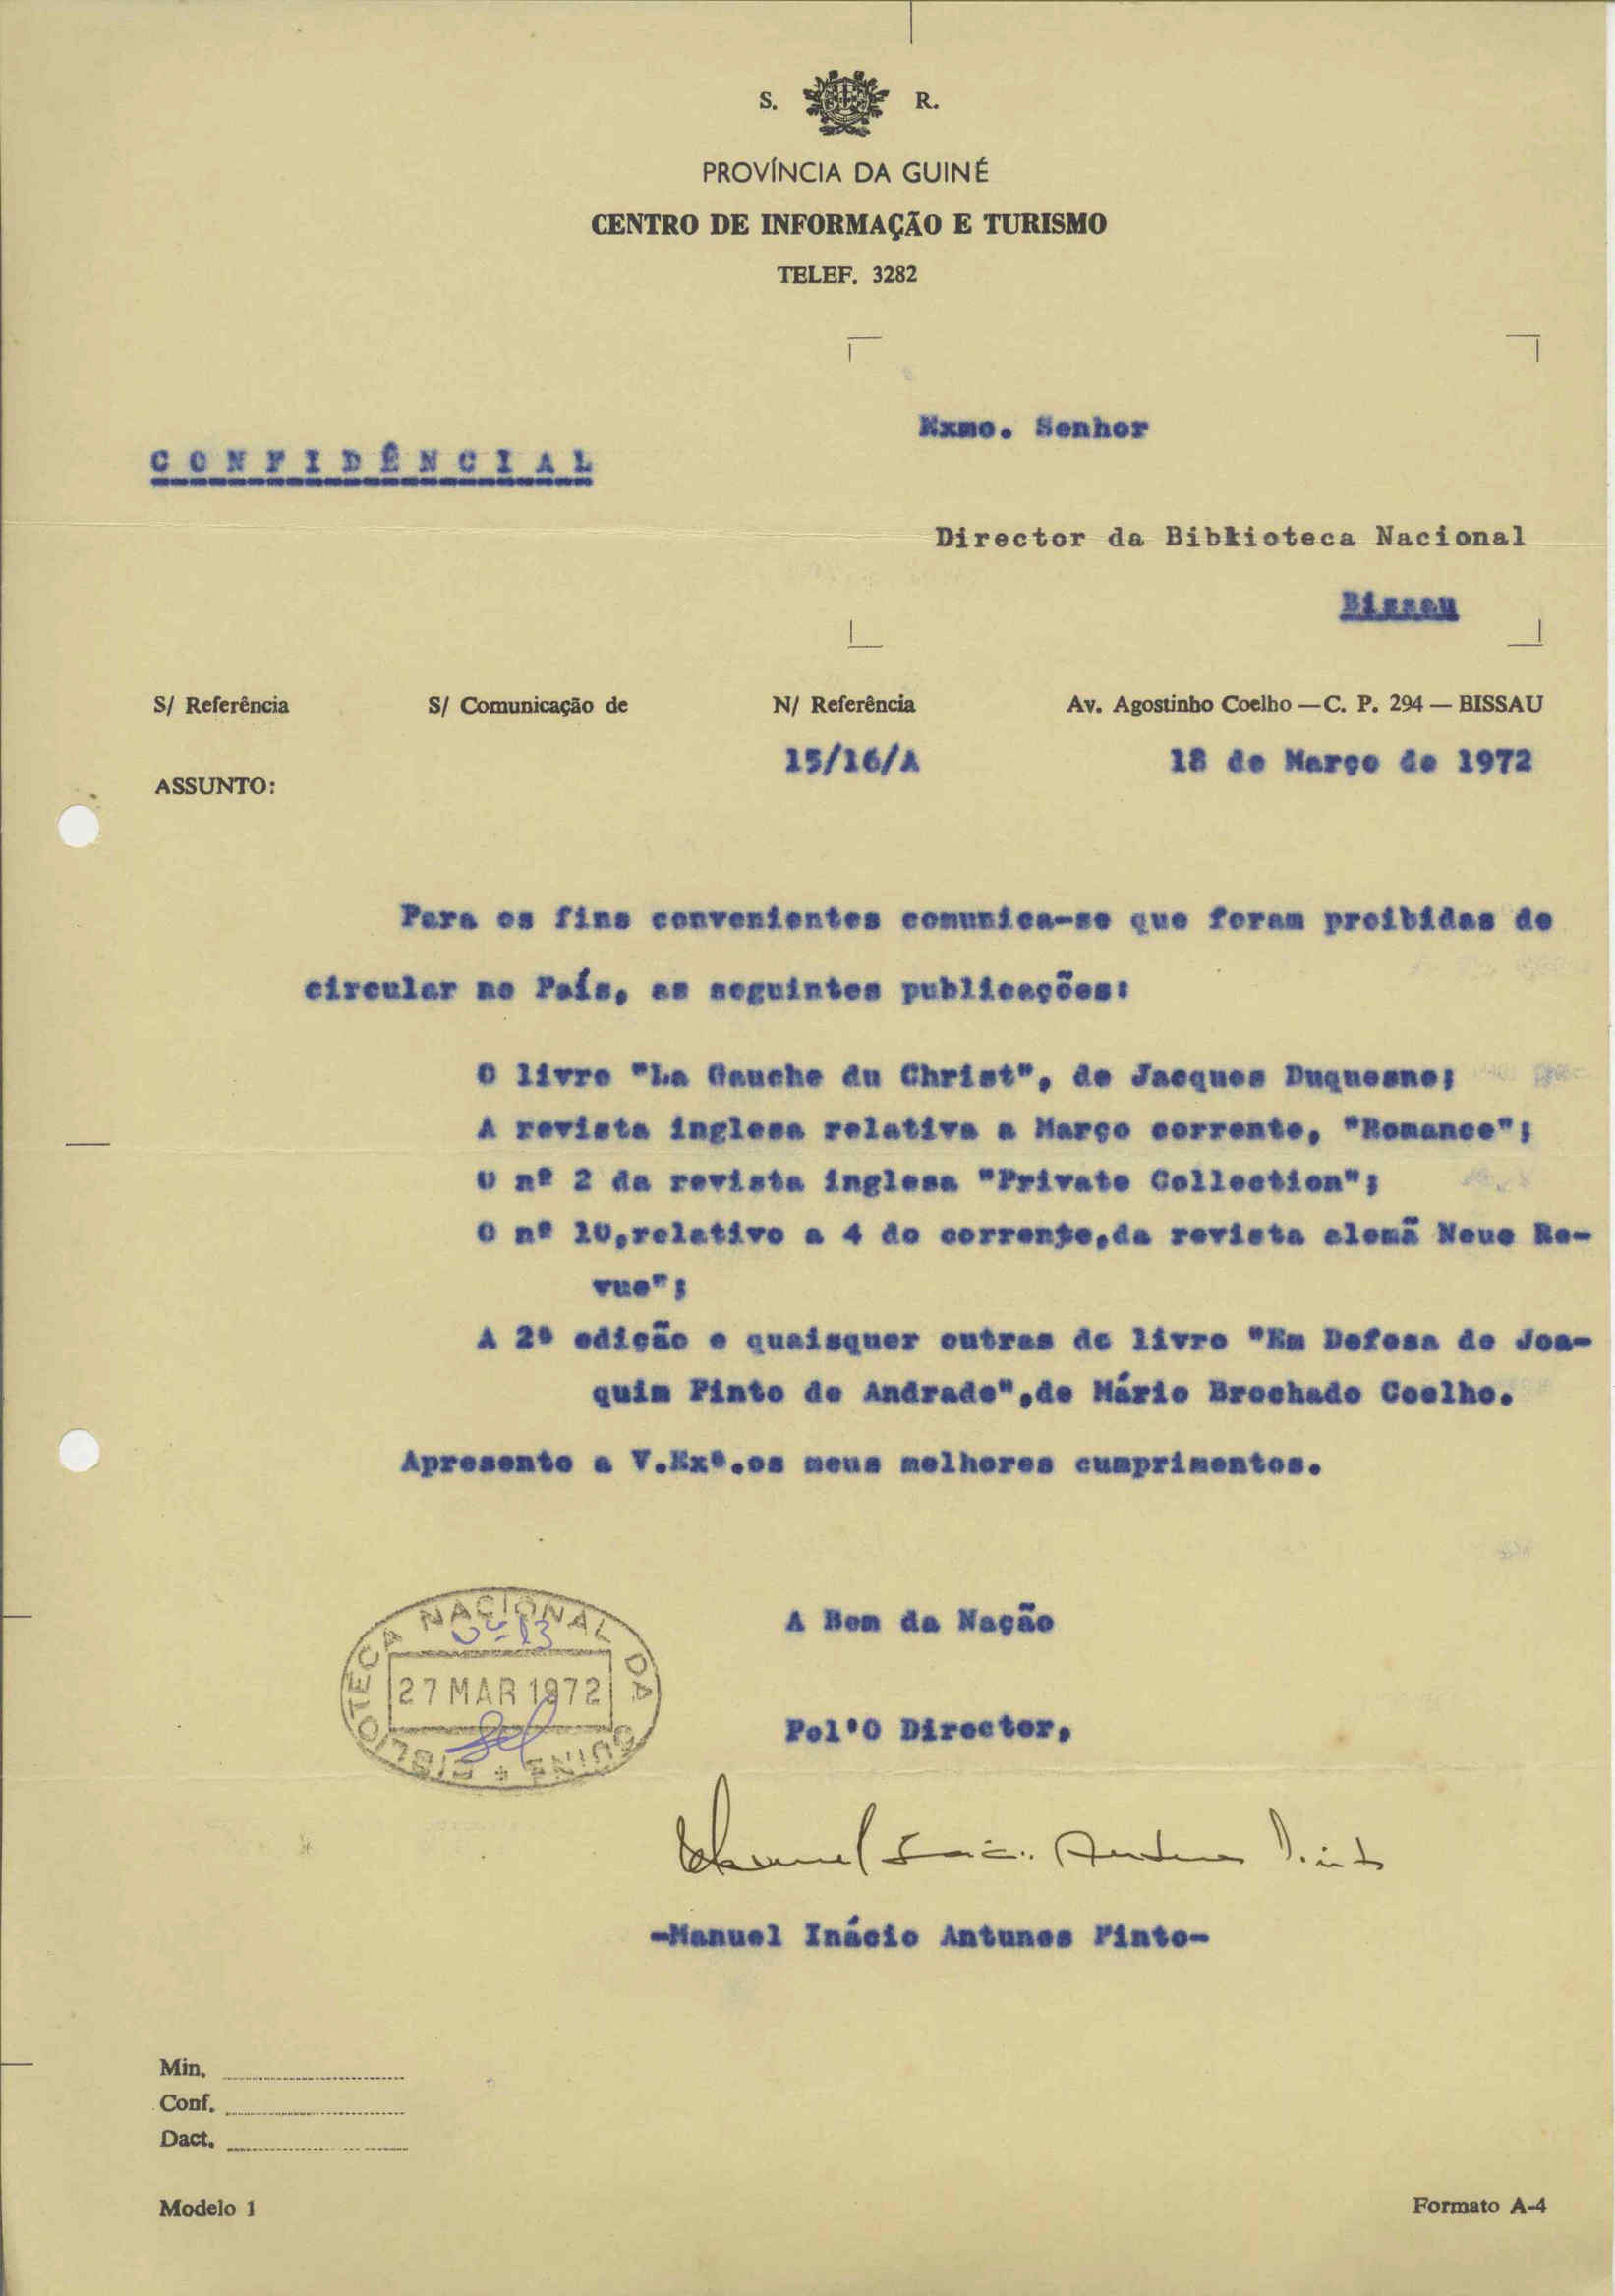 S. R.
PROVÍNCIA DA GUINÉ
CENTRO DE INFORMAÇÃO E TURISMO
TELEF. 3282
Exmo. Senhor
C O N F I D Ê N C I A L
Director da Biblioteca Nacional
Bissau
S/ Referência S/ Comunicação de N/ Referência Av. Agostinho Coelho — C. P. 294 — BISSAU
15/16/A 18 de Março de 1972
ASSUNTO:
Para os fins convenientes comunica-se que foram proibidas de
circular no País, as seguintes publicações:
O livro "La Gauche du Christ", de Jacques Duquesne;
A revista inglesa relativa a Março corrente, "Romance";
O nº 2 da revista inglesa "Private Collection";
O nº 10,relativo a 4 do corrente,da revista alemã Neue Re-
vue";
A 2ª edição e quaisquer outras do livro "Em Defesa de Joa-
quim Pinto de Andrade",de Mário Brochado Coelho.
Apresento a V.Exª.os meus melhores cumprimentos.
A Bem da Nação
BIBLIOTECA NACIONAL DA GUINÉ
27 MAR 1972
Pel'O Director,
Manuel Inácio Antunes Pinto
-Manuel Inácio Antunes Pinto-
Min.
Conf.
Dact.
Modelo 1 Formato A-4